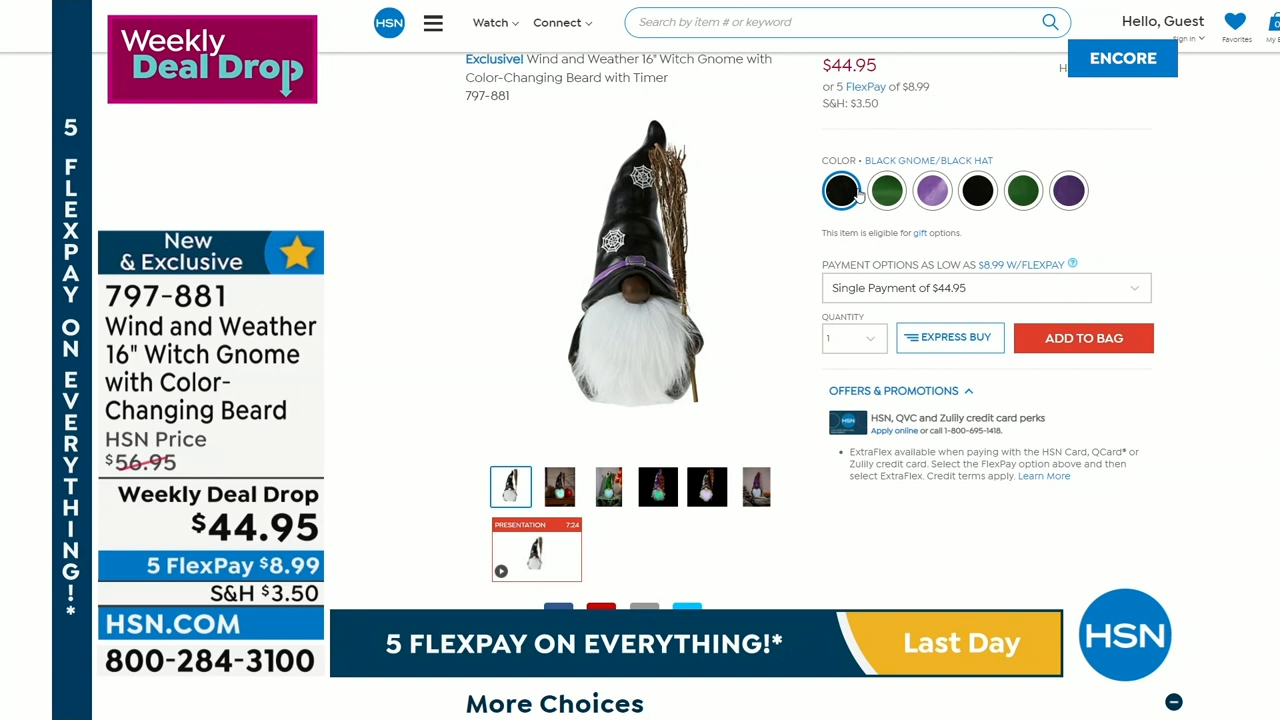 5 FLEXPAY ON EVERYTHING!*
Weekly
Deal Drop
HSN
Watch
Connect
Search by item # or keyword
Hello, Guest
Sign In
Favorites
0
ENCORE
Exclusive! Wind and Weather 16" Witch Gnome with
Color-Changing Beard with Timer
797-881
$44.95
or 5 FlexPay of $8.99
S&H: $3.50
COLOR • BLACK GNOME/BLACK HAT
This item is eligible for gift options.
PAYMENT OPTIONS AS LOW AS $8.99 W/FLEXPAY ?
Single Payment of $44.95
QUANTITY
1
EXPRESS BUY
ADD TO BAG
OFFERS & PROMOTIONS
HSN
HSN, QVC and Zulily credit card perks
Apply online or call 1-800-695-1418.
• ExtraFlex available when paying with the HSN Card, QCard® or
Zulily credit card. Select the FlexPay option above and then
select ExtraFlex. Credit terms apply. Learn More
PRESENTATION 7:24
New
& Exclusive
797-881
Wind and Weather
16" Witch Gnome
with Color-
Changing Beard
HSN Price
$56.95
Weekly Deal Drop
$44.95
5 FlexPay $8.99
S&H $3.50
HSN.COM
800-284-3100
5 FLEXPAY ON EVERYTHING!*
Last Day
HSN
More Choices